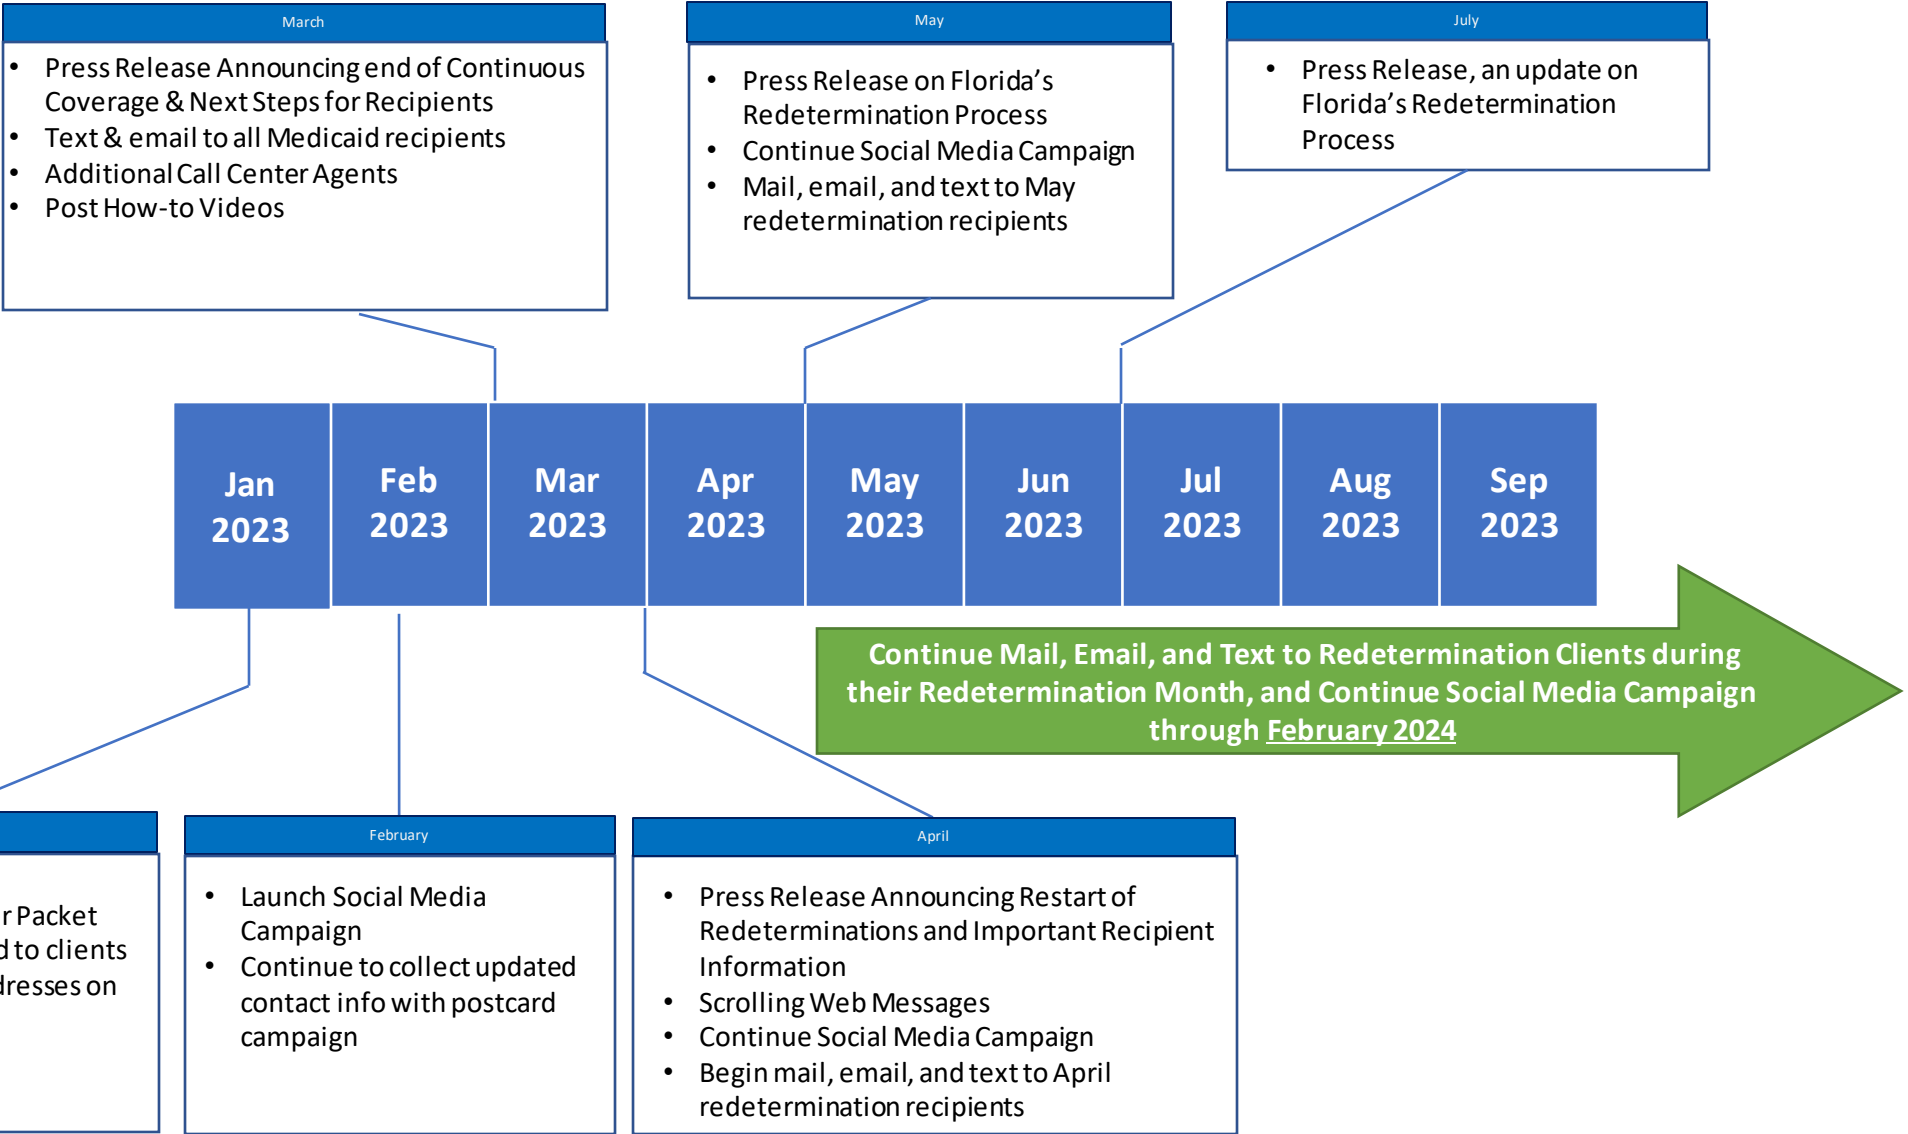 March
• Press Release Announcing end of Continuous
Coverage & Next Steps for Recipients
• Text & email to all Medicaid recipients
• Additional Call Center Agents
• Post How-to Videos
May
• Press Release on Florida’s
Redetermination Process
• Continue Social Media Campaign
• Mail, email, and text to May
redetermination recipients
July
• Press Release, an update on
Florida’s Redetermination
Process
Jan
2023
Feb
2023
Mar
2023
Apr
2023
May
2023
Jun
2023
Jul
2023
Aug
2023
Sep
2023
Continue Mail, Email, and Text to Redetermination Clients during
their Redetermination Month, and Continue Social Media Campaign
through February 2024
Packet
to clients
on
February
• Launch Social Media
Campaign
• Continue to collect updated
contact info with postcard
campaign
April
• Press Release Announcing Restart of
Redeterminations and Important Recipient
Information
• Scrolling Web Messages
• Continue Social Media Campaign
• Begin mail, email, and text to April
redetermination recipients